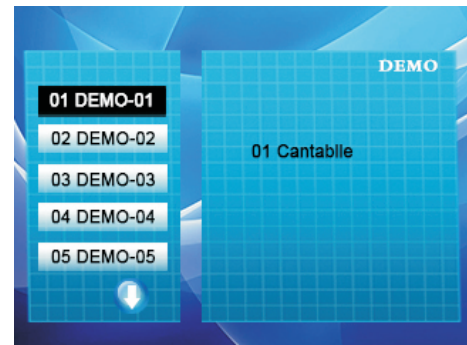 DEMO
01 DEMO-01
02 DEMO-02
03 DEMO-03
04 DEMO-04
05 DEMO-05
01 Cantablle